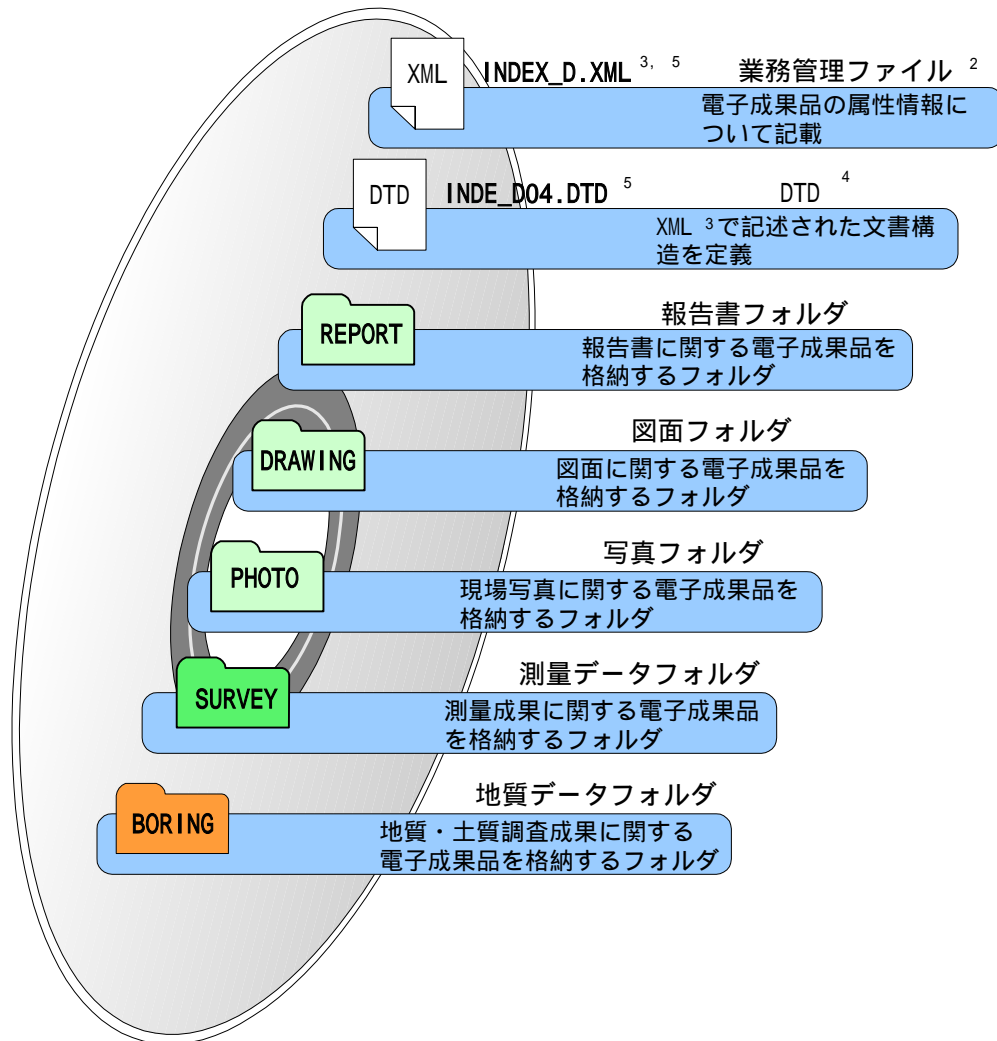 XML INDEX_D.XML 3, 5 業務管理ファイル 2
電子成果品の属性情報に
ついて記載
DTD INDE_D04.DTD 5 DTD 4
XML 3で記述された文書構
造を定義
報告書フォルダ
REPORT
報告書に関する電子成果品を
格納するフォルダ
図面フォルダ
DRAWING
図面に関する電子成果品を
格納するフォルダ
写真フォルダ
PHOTO
現場写真に関する電子成果品を
格納するフォルダ
測量データフォルダ
SURVEY
測量成果に関する電子成果品
を格納するフォルダ
地質データフォルダ
BORING
地質・土質調査成果に関する
電子成果品を格納するフォルダ